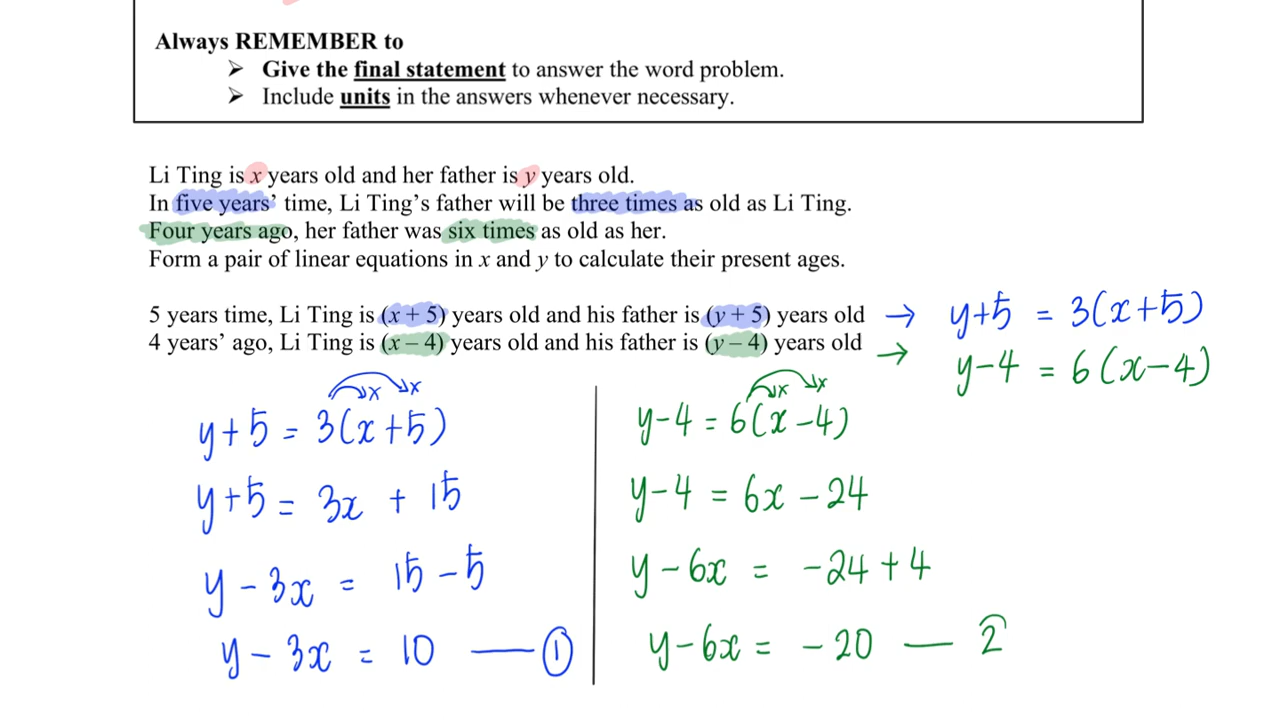 Always REMEMBER to
➢ Give the final statement to answer the word problem.
➢ Include units in the answers whenever necessary.
Li Ting is x years old and her father is y years old.
In five years' time, Li Ting's father will be three times as old as Li Ting.
Four years ago, her father was six times as old as her.
Form a pair of linear equations in x and y to calculate their present ages.
5 years time, Li Ting is (x + 5) years old and his father is (y + 5) years old → y+5 = 3(x+5)
4 years' ago, Li Ting is (x – 4) years old and his father is (y – 4) years old → y-4 = 6(x-4)
x x
y+5 = 3(x+5)
y+5 = 3x + 15
y - 3x = 15 - 5
y - 3x = 10 — ①
x x
y-4 = 6(x-4)
y-4 = 6x - 24
y - 6x = -24+4
y-6x = -20 — 2